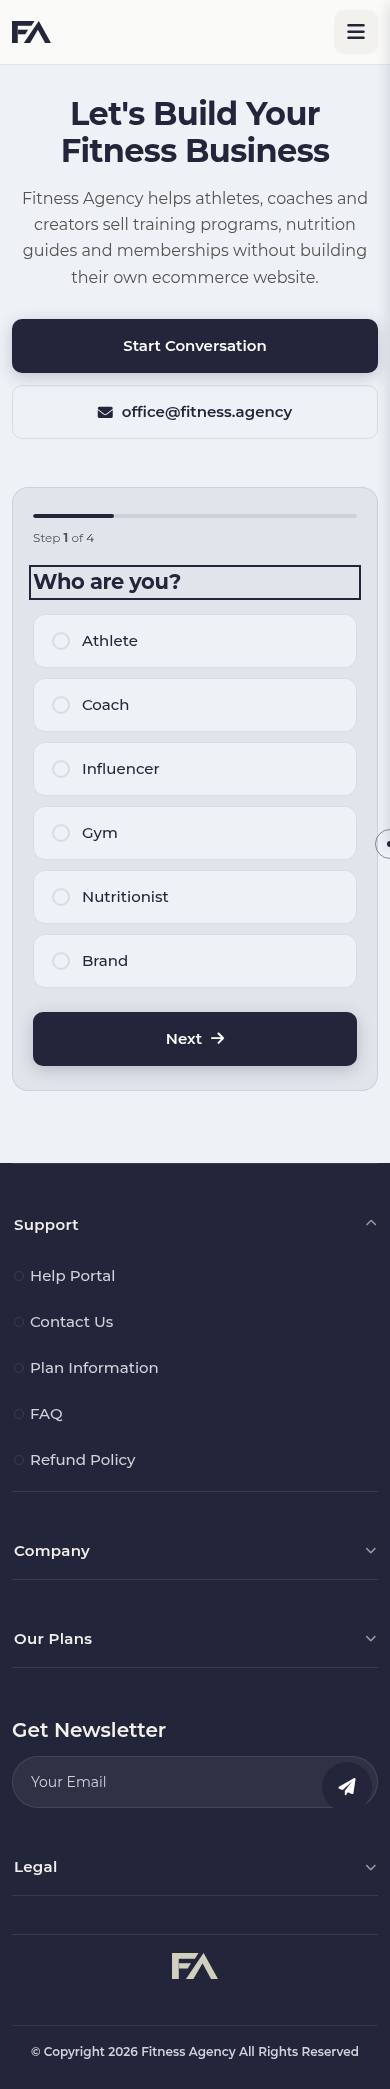 FA
Let's Build Your
Fitness Business
Fitness Agency helps athletes, coaches and
creators sell training programs, nutrition
guides and memberships without building
their own ecommerce website.
Start Conversation
office@fitness.agency
Step 1 of 4
Who are you?
Athlete
Coach
Influencer
Gym
Nutritionist
Brand
Next
Support
Help Portal
Contact Us
Plan Information
FAQ
Refund Policy
Company
Our Plans
Get Newsletter
Your Email
Legal
FA
© Copyright 2026 Fitness Agency All Rights Reserved